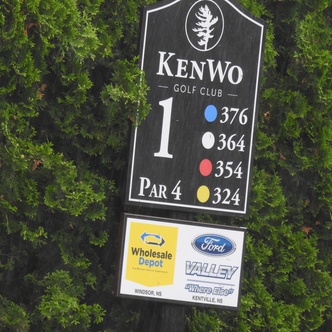 KENWO
GOLF CLUB
1
376
364
354
PAR 4
324
Wholesale
Depot
WINDSOR, NS
Ford
VALLEY
"Where Else"
KENTVILLE, NS